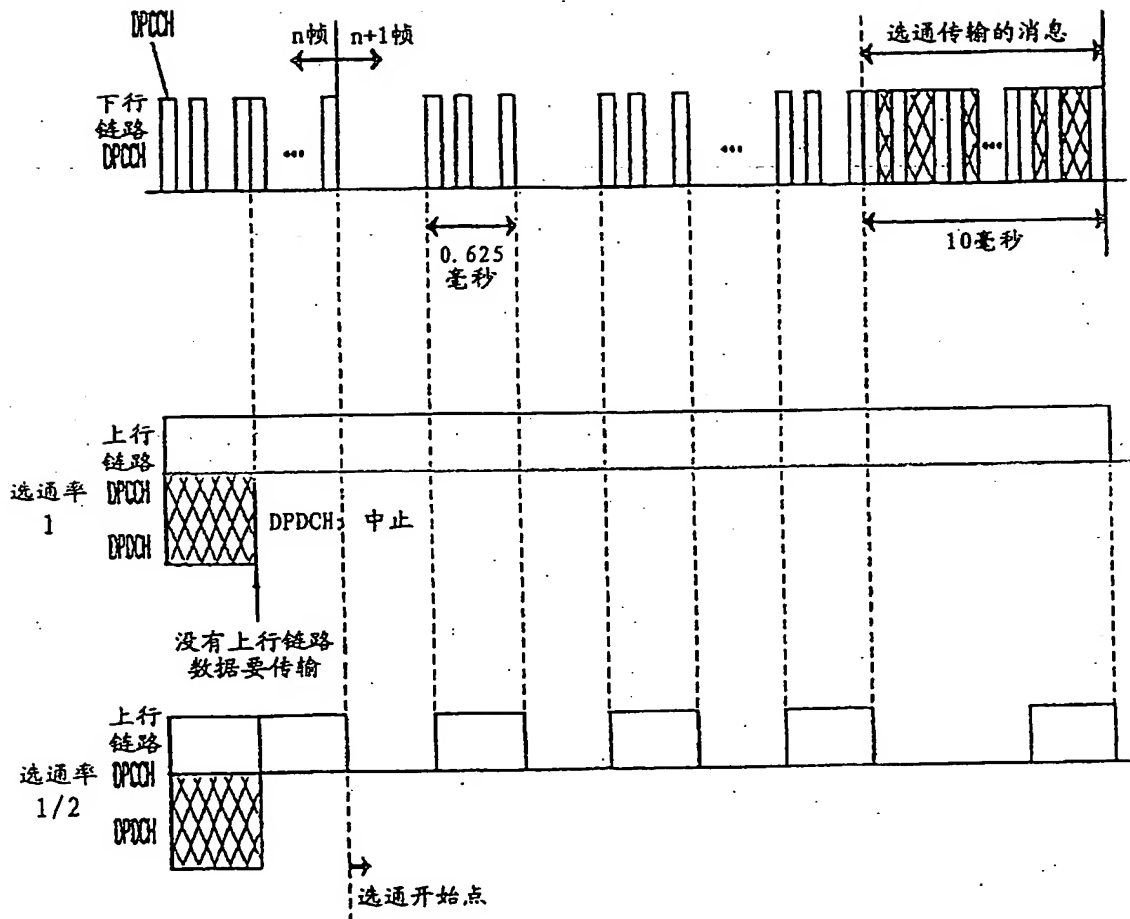 DPCCH
n帧
n+1帧
选通传输的消息
下行
链路
DPCCH
...
...
...
0.625
毫秒
10毫秒
上行
链路
选通率
1
DPCCH
DPDCH
DPDCH: 中止
没有上行链路
数据要传输
上行
链路
选通率
1/2
DPCCH
DPDCH
选通开始点